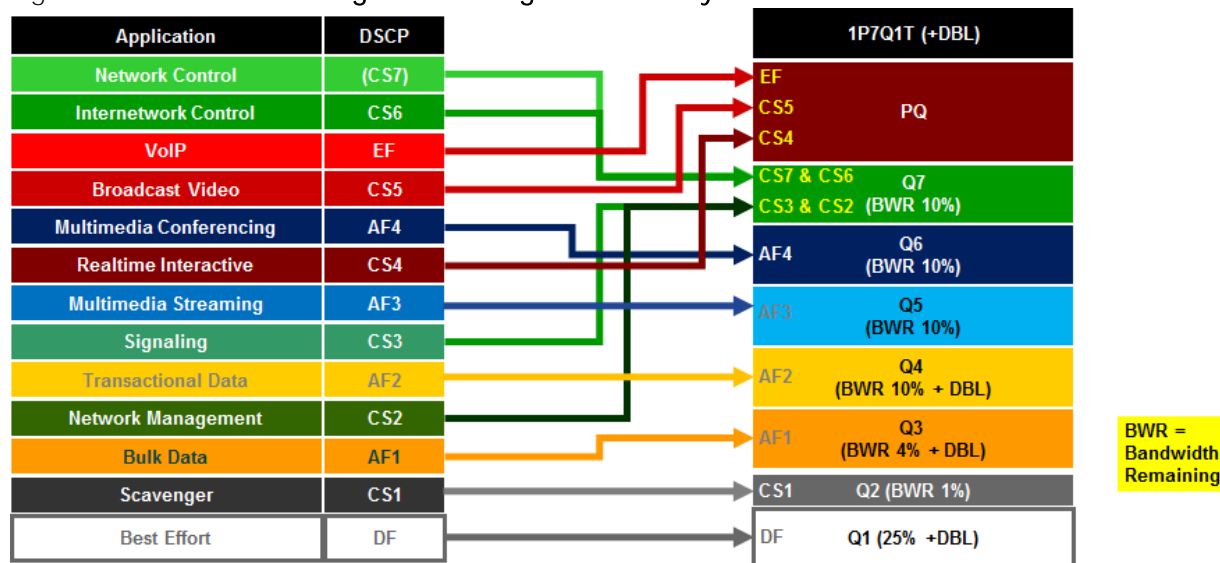 Application DSCP 1P7Q1T (+DBL)
Network Control (CS7) EF
Internetwork Control CS6 CS5 PQ
VoIP EF CS4
Broadcast Video CS5 CS7 & CS6 Q7
Multimedia Conferencing AF4 CS3 & CS2 (BWR 10%)
Realtime Interactive CS4 AF4 Q6
(BWR 10%)
Multimedia Streaming AF3 AF3 Q5
(BWR 10%)
Signaling CS3
Transactional Data AF2 AF2 Q4
(BWR 10% + DBL)
Network Management CS2
Bulk Data AF1 AF1 Q3
(BWR 4% + DBL)
BWR =
Bandwidth
Remaining
Scavenger CS1 CS1 Q2 (BWR 1%)
Best Effort DF DF Q1 (25% +DBL)